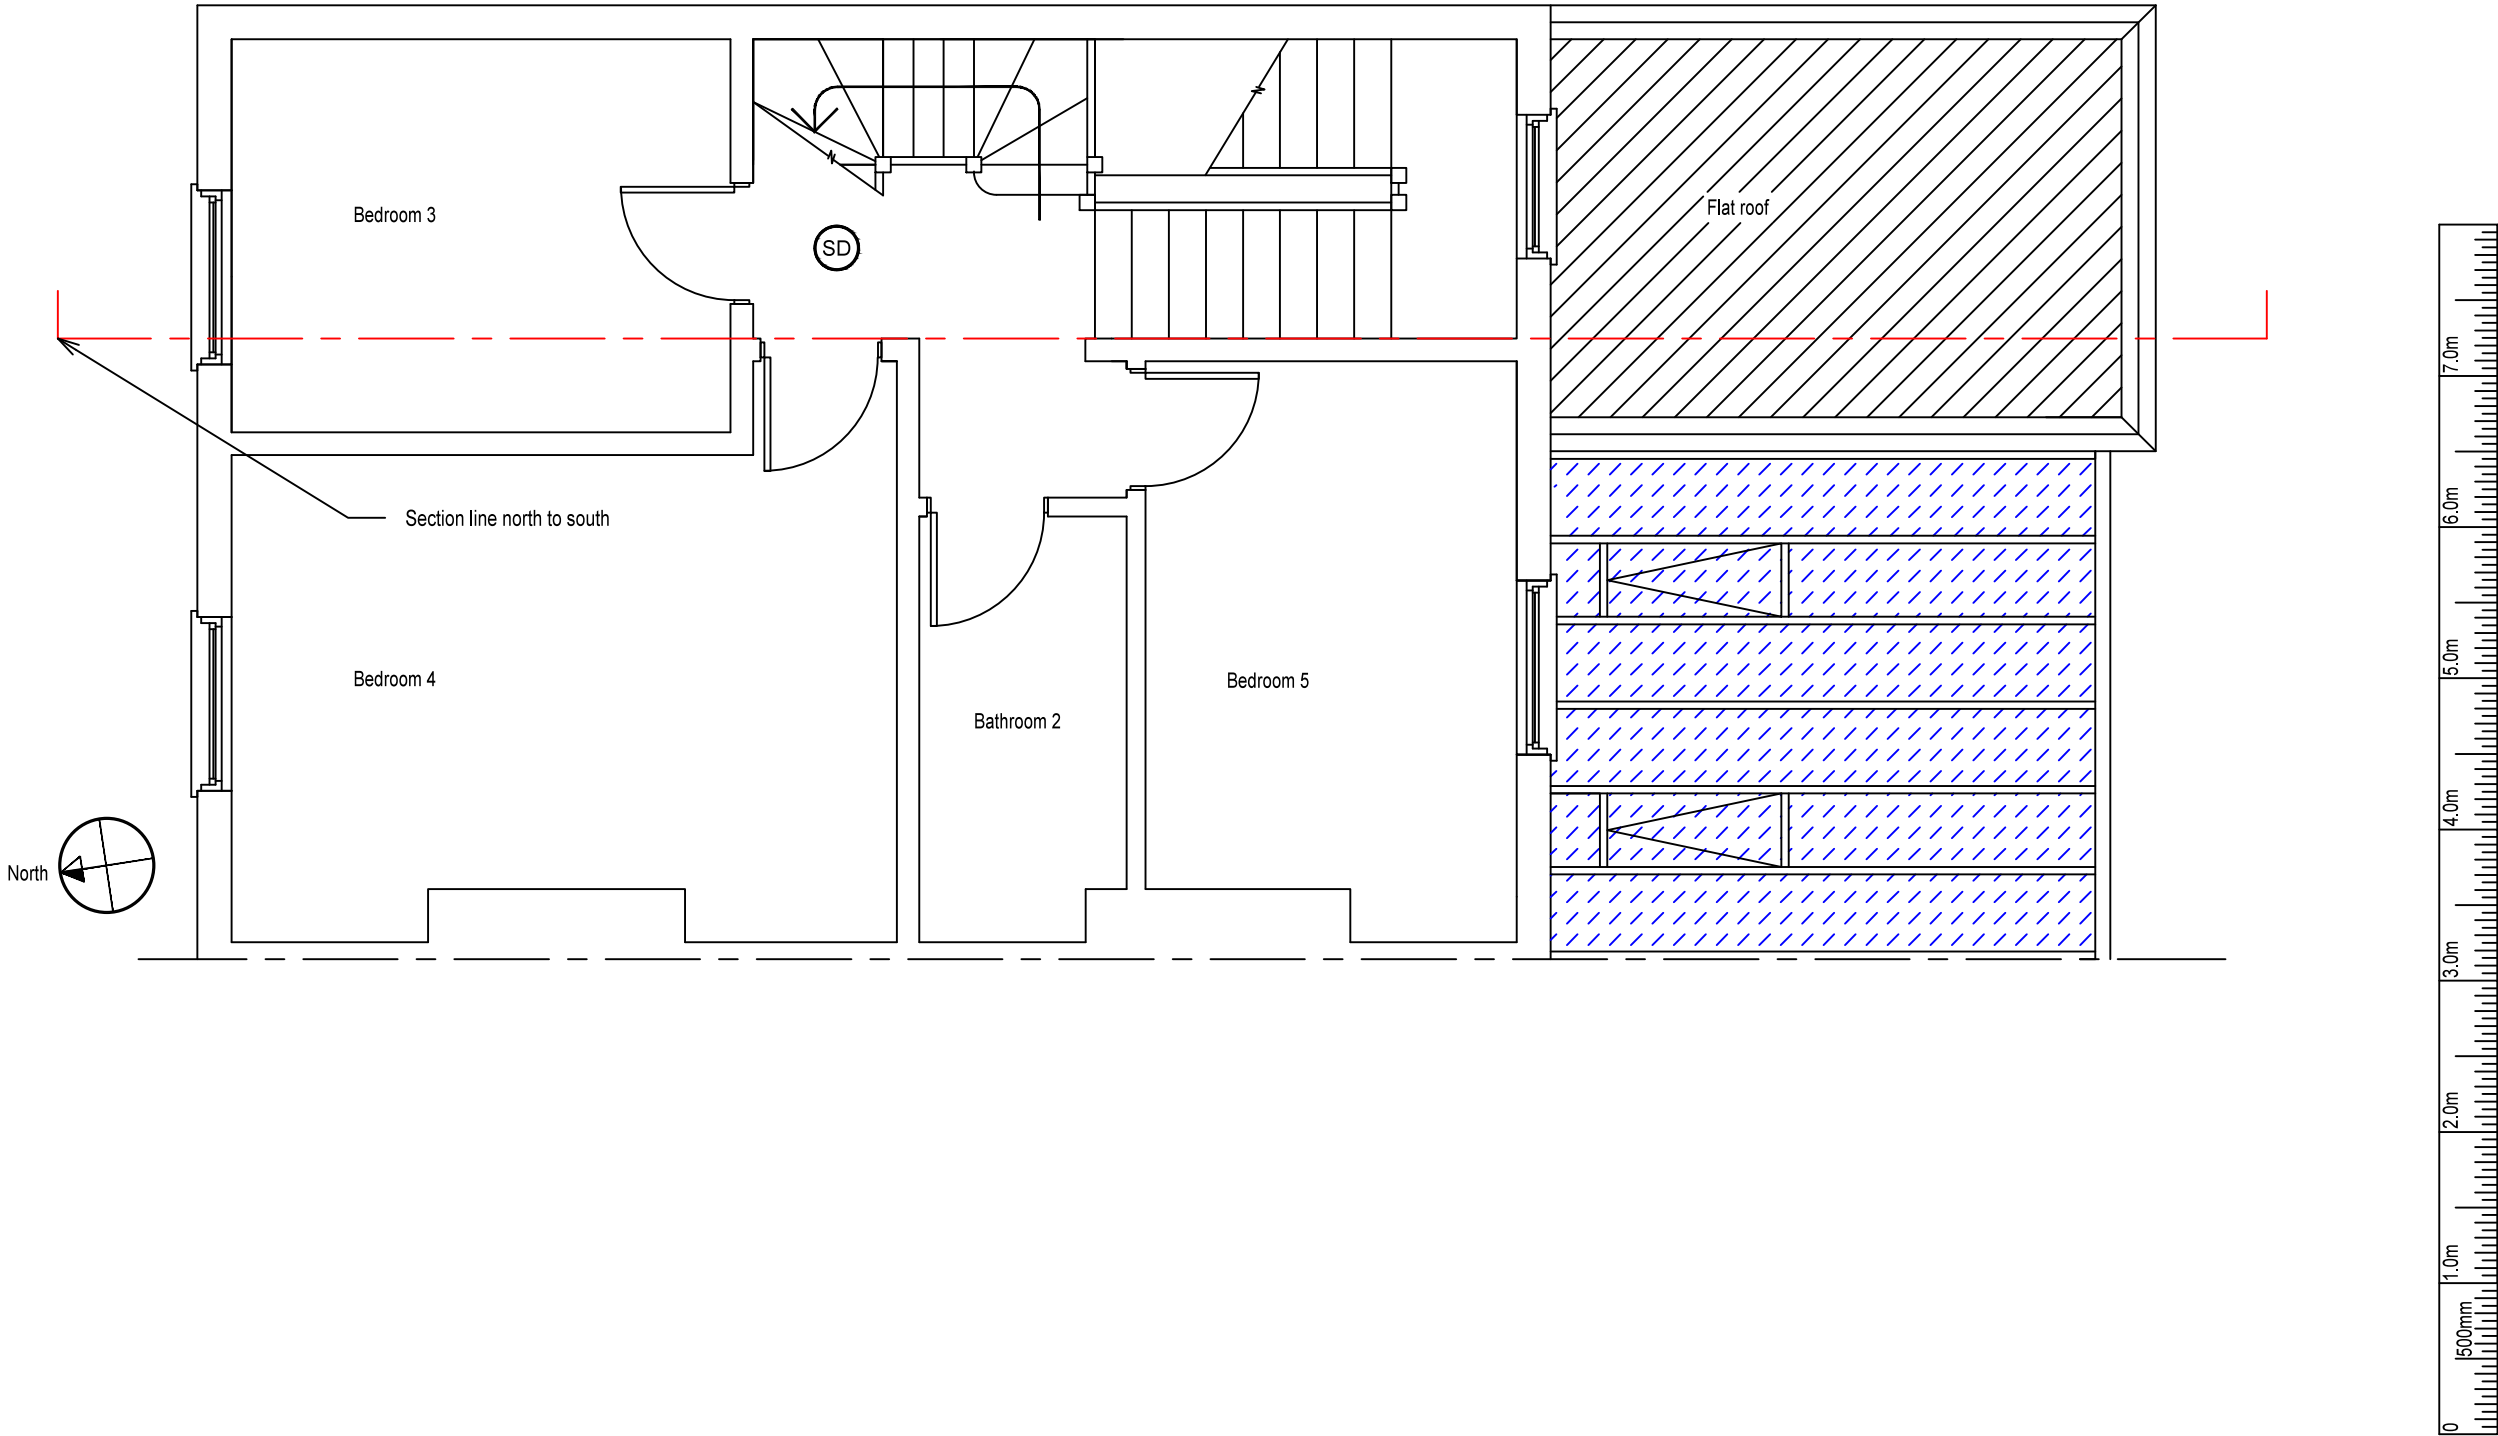 Bedroom 3
SD
Flat roof
Section line north to south
Bedroom 4
Bedroom 5
Bathroom 2
North
7.0m
6.0m
5.0m
4.0m
3.0m
2.0m
1.0m
500mm
0